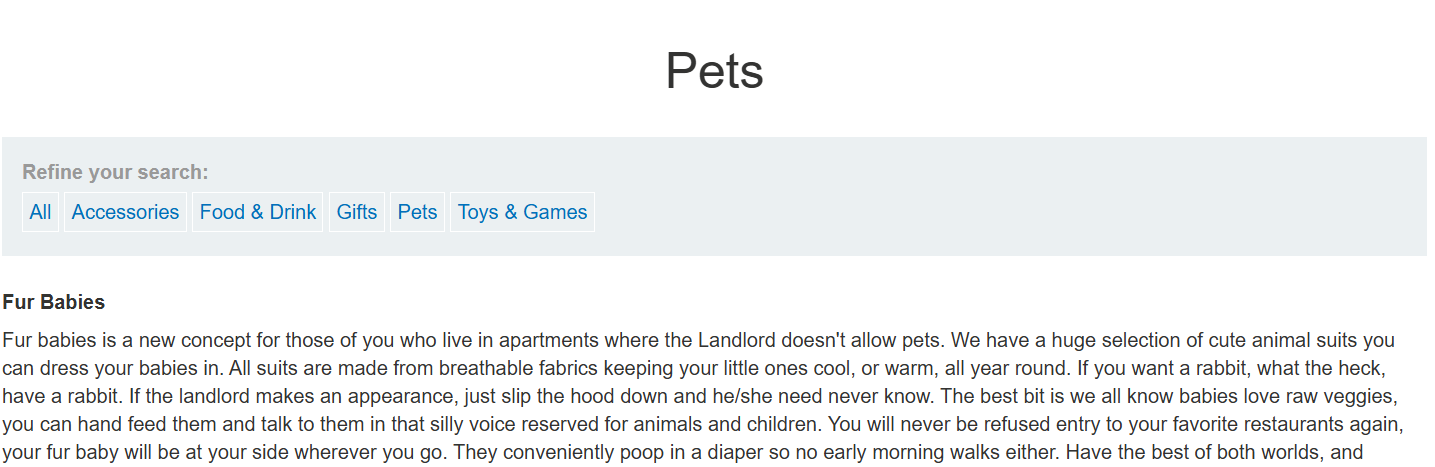 Pets
Refine your search:
All Accessories Food & Drink Gifts Pets Toys & Games
Fur Babies
Fur babies is a new concept for those of you who live in apartments where the Landlord doesn't allow pets. We have a huge selection of cute animal suits you
can dress your babies in. All suits are made from breathable fabrics keeping your little ones cool, or warm, all year round. If you want a rabbit, what the heck,
have a rabbit. If the landlord makes an appearance, just slip the hood down and he/she need never know. The best bit is we all know babies love raw veggies,
you can hand feed them and talk to them in that silly voice reserved for animals and children. You will never be refused entry to your favorite restaurants again,
your fur baby will be at your side wherever you go. They conveniently poop in a diaper so no early morning walks either. Have the best of both worlds, and